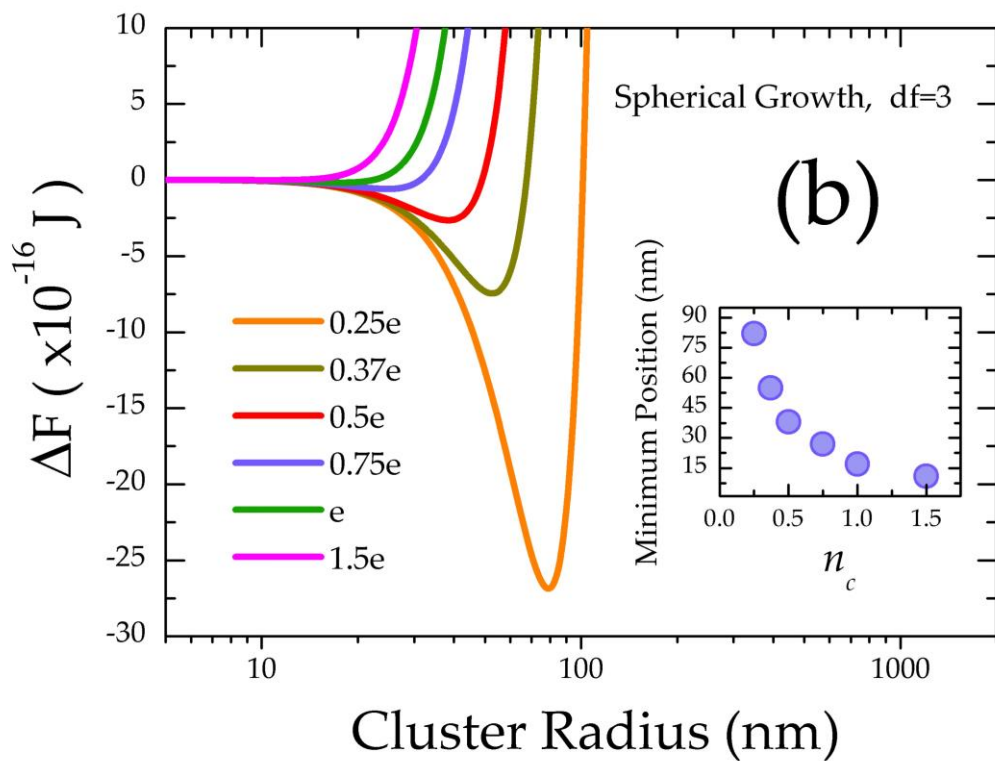 10
5
0
-5
-10
-15
-20
-25
-30
ΔF ( x10⁻¹⁶ J )
Spherical Growth, df=3
(b)
0.25e
0.37e
0.5e
0.75e
e
1.5e
Minimum Position (nm)
90
75
60
45
30
15
0.0 0.5 1.0 1.5
n_c
10 100 1000
Cluster Radius (nm)